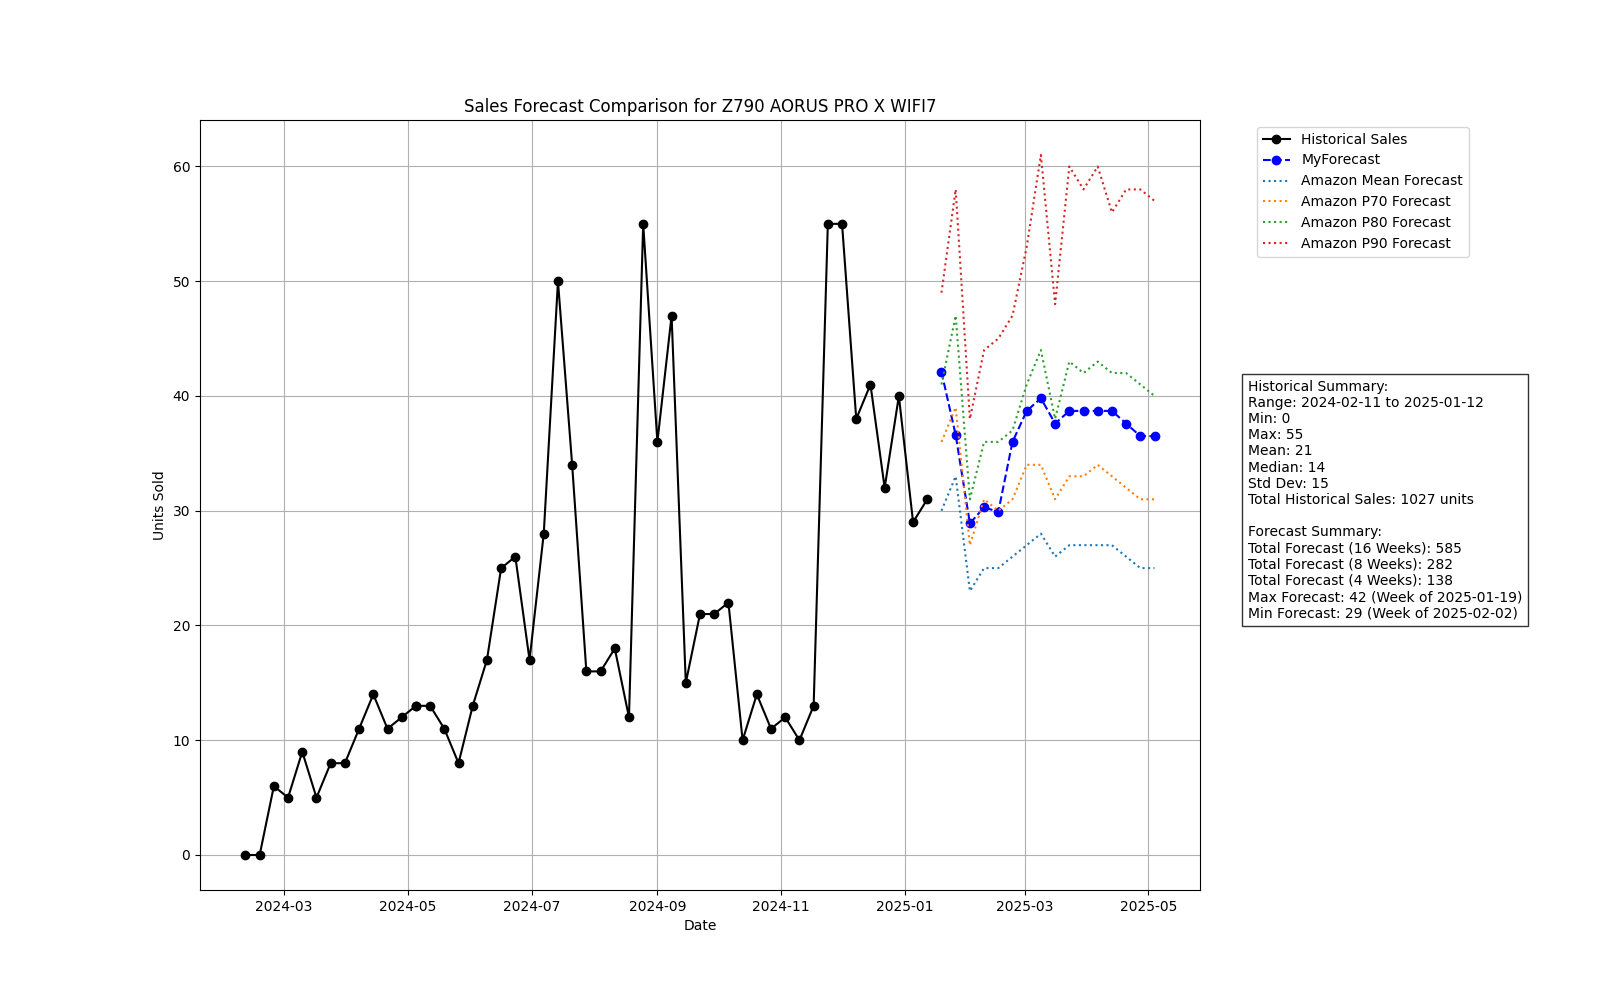 Sales Forecast Comparison for Z790 AORUS PRO X WIFI7
Units Sold
60
50
40
30
20
10
0
2024-03
2024-05
2024-07
2024-09
2024-11
2025-01
2025-03
2025-05
Date
Historical Sales
MyForecast
Amazon Mean Forecast
Amazon P70 Forecast
Amazon P80 Forecast
Amazon P90 Forecast
Historical Summary:
Range: 2024-02-11 to 2025-01-12
Min: 0
Max: 55
Mean: 21
Median: 14
Std Dev: 15
Total Historical Sales: 1027 units
Forecast Summary:
Total Forecast (16 Weeks): 585
Total Forecast (8 Weeks): 282
Total Forecast (4 Weeks): 138
Max Forecast: 42 (Week of 2025-01-19)
Min Forecast: 29 (Week of 2025-02-02)